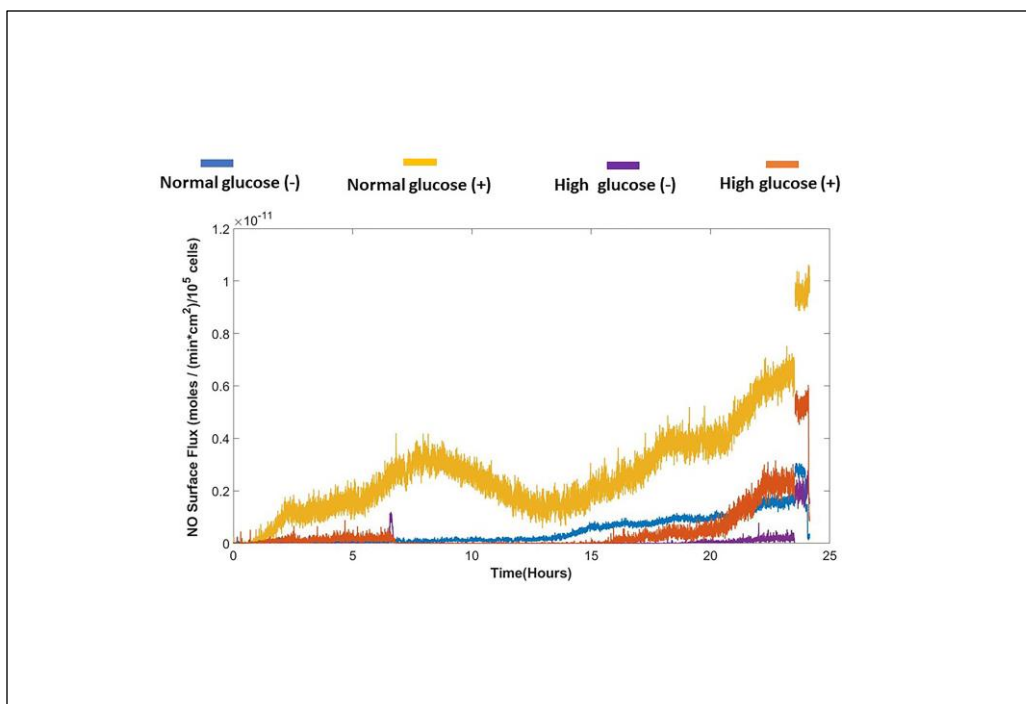 Normal glucose (-) Normal glucose (+) High glucose (-) High glucose (+)
×10⁻¹¹
1.2
1
0.8
0.6
0.4
0.2
0
NO Surface Flux (moles / (min*cm²)/10⁵ cells)
0 5 10 15 20 25
Time(Hours)